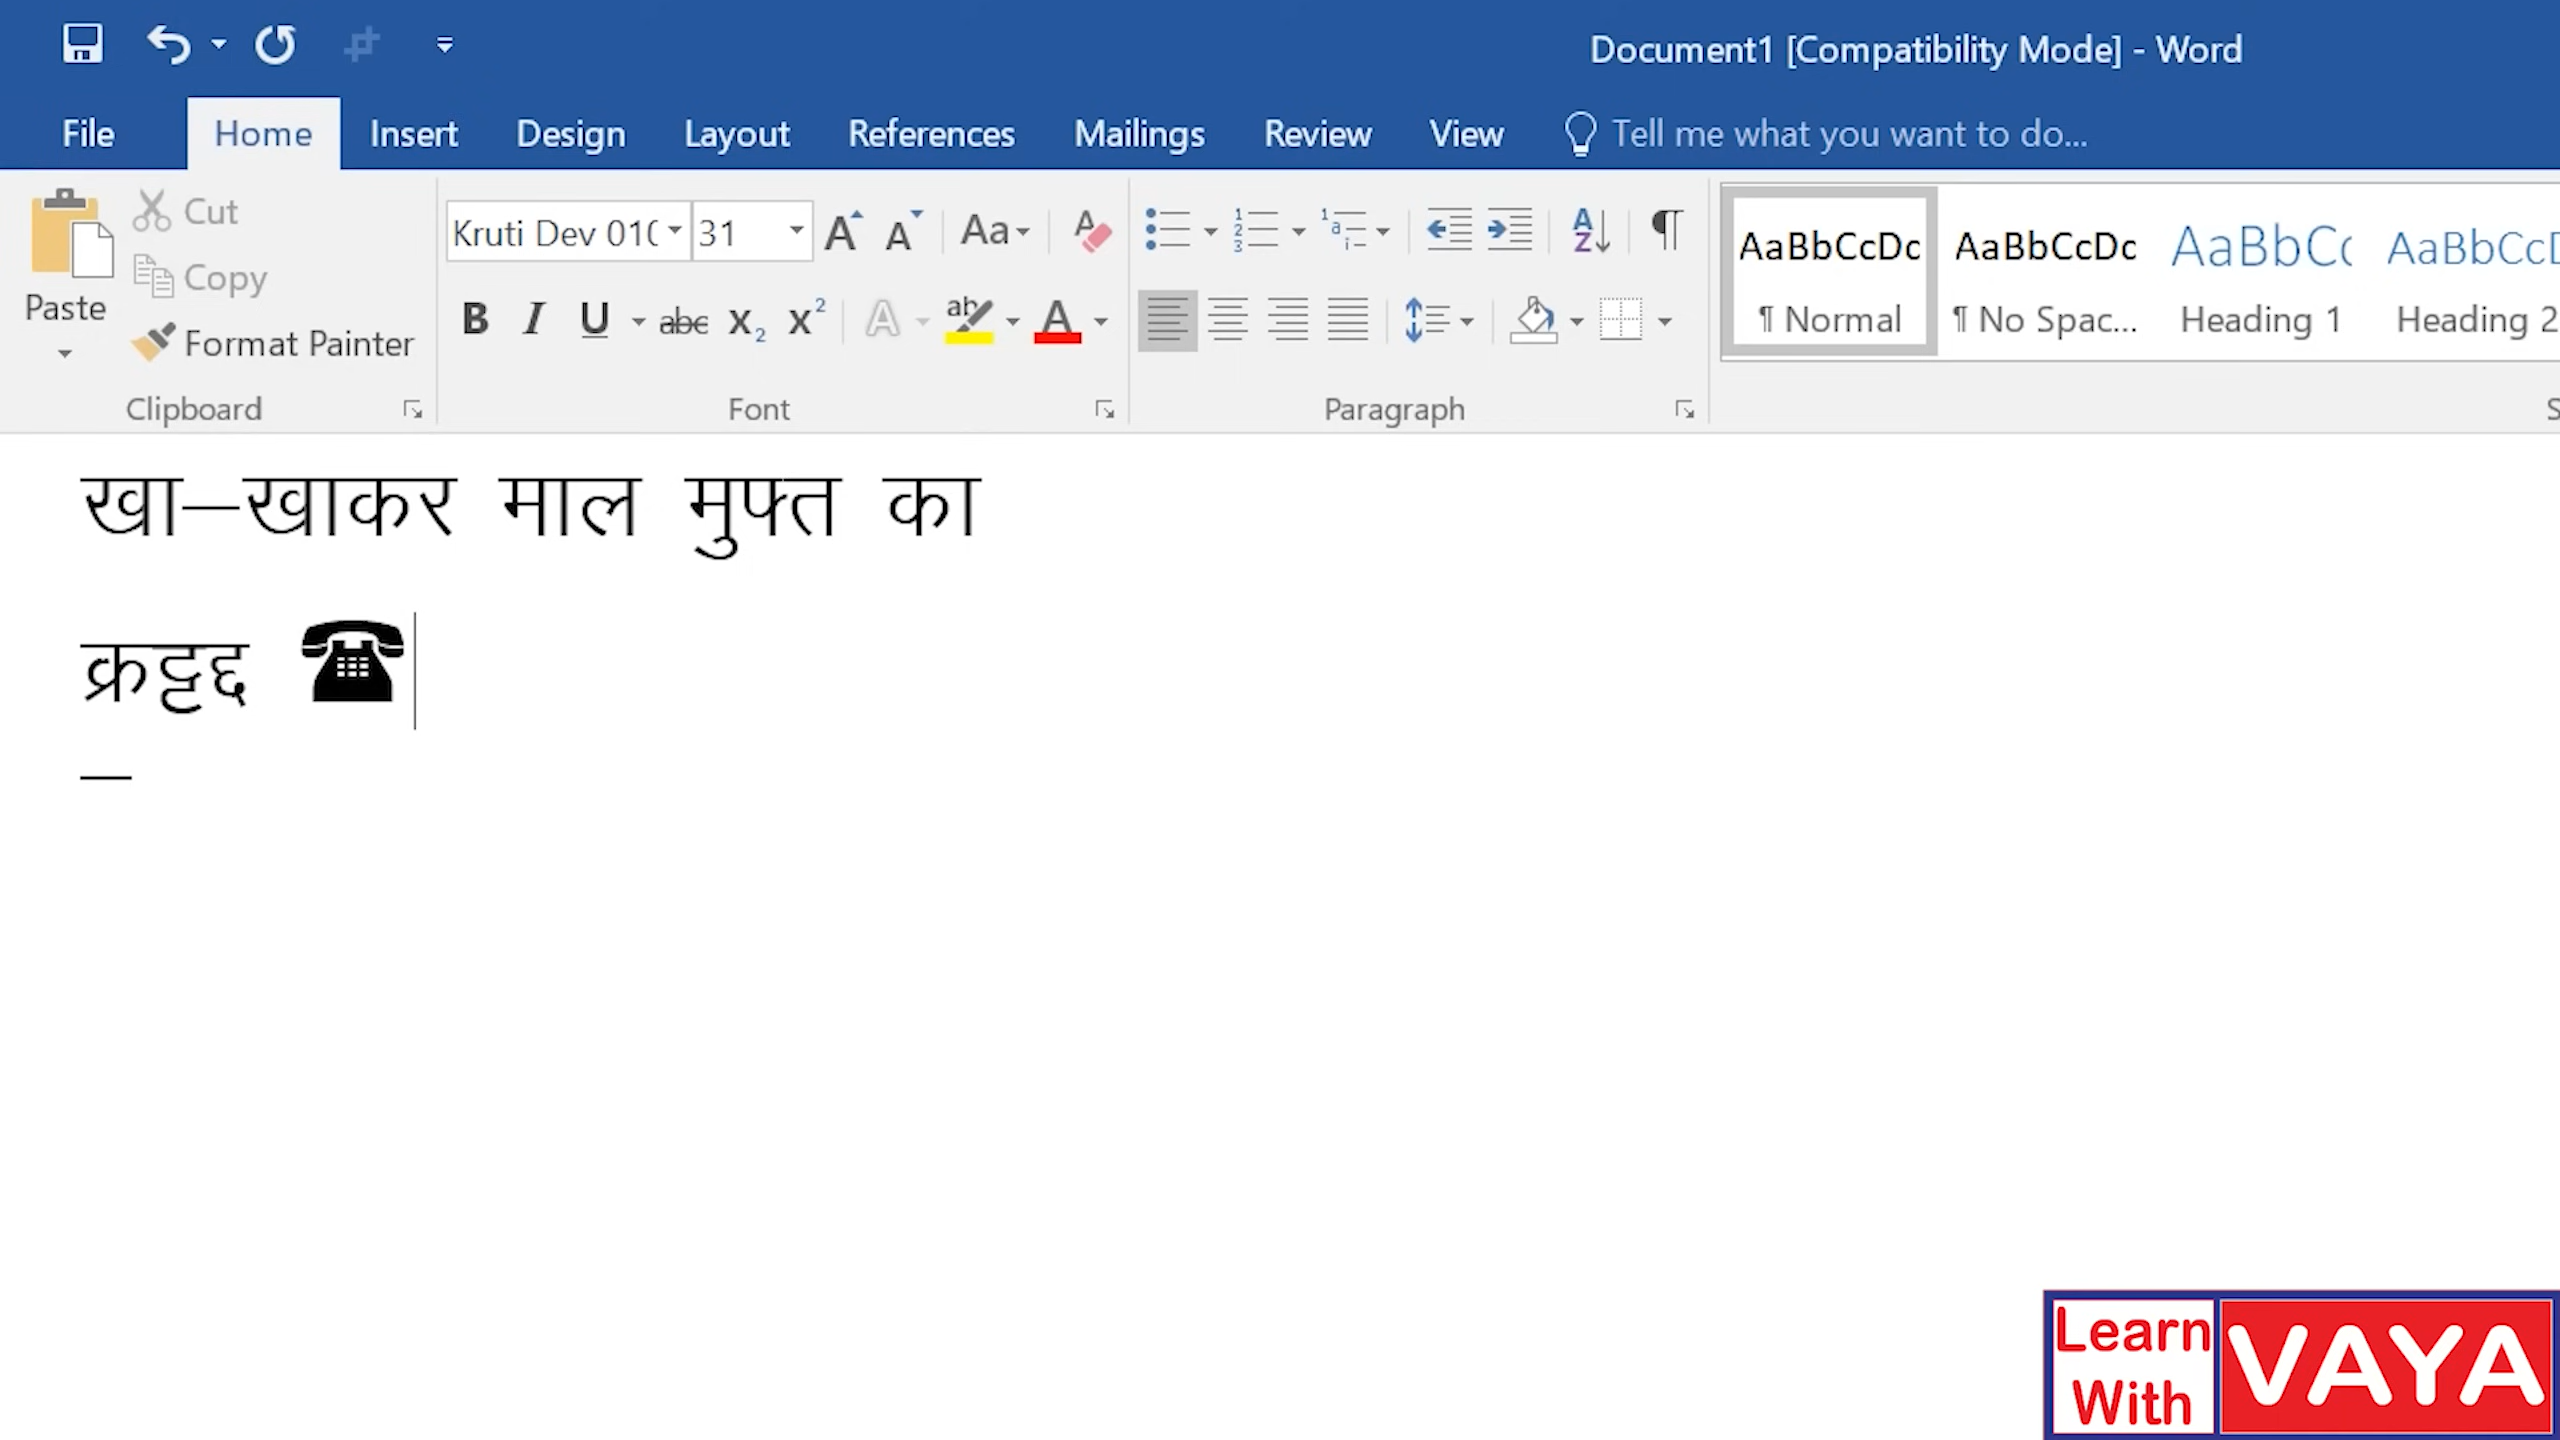 Document1 [Compatibility Mode] - Word
File Home Insert Design Layout References Mailings Review View Tell me what you want to do...
Paste
Cut
Copy
Format Painter
Clipboard
Kruti Dev 010 31
Font
Paragraph
AaBbCcDc AaBbCcDc AaBbCc AaBbCcD
¶ Normal ¶ No Spac... Heading 1 Heading 2
खा–खाकर माल मुफ्त का
क्रट्टद्द ☎
–
Learn With VAYA